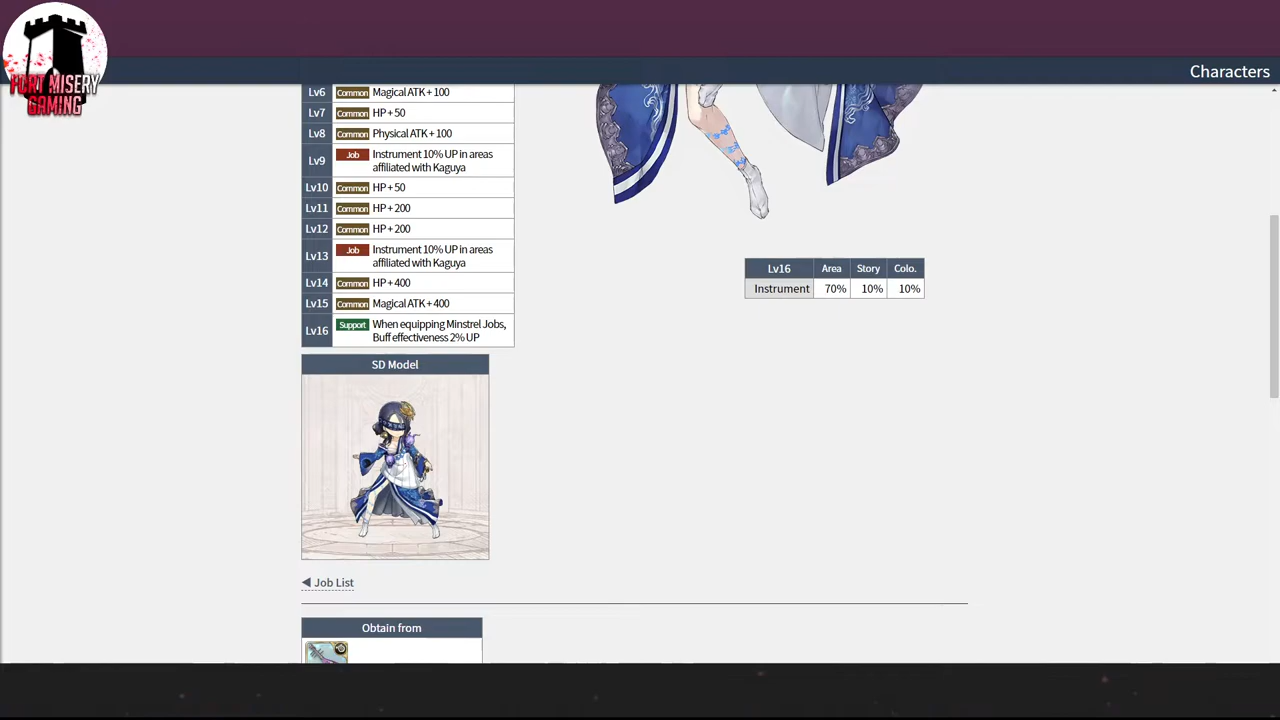 FORT MISERY
GAMING
Characters
Lv6 Common Magical ATK + 100
Lv7 Common HP + 50
Lv8 Common Physical ATK + 100
Lv9 Job Instrument 10% UP in areas
affiliated with Kaguya
Lv10 Common HP + 50
Lv11 Common HP + 200
Lv12 Common HP + 200
Lv13 Job Instrument 10% UP in areas
affiliated with Kaguya
Lv14 Common HP + 400
Lv15 Common Magical ATK + 400
Lv16 Support When equipping Minstrel Jobs,
Buff effectiveness 2% UP
Lv16 Area Story Colo.
Instrument 70% 10% 10%
SD Model
◀ Job List
Obtain from